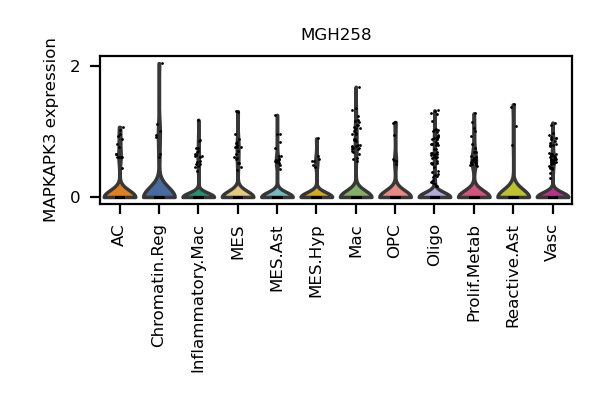 MGH258
MAPKAPK3 expression
2
0
AC
Chromatin.Reg
Inflammatory.Mac
MES
MES.Ast
MES.Hyp
Mac
OPC
Oligo
Prolif.Metab
Reactive.Ast
Vasc